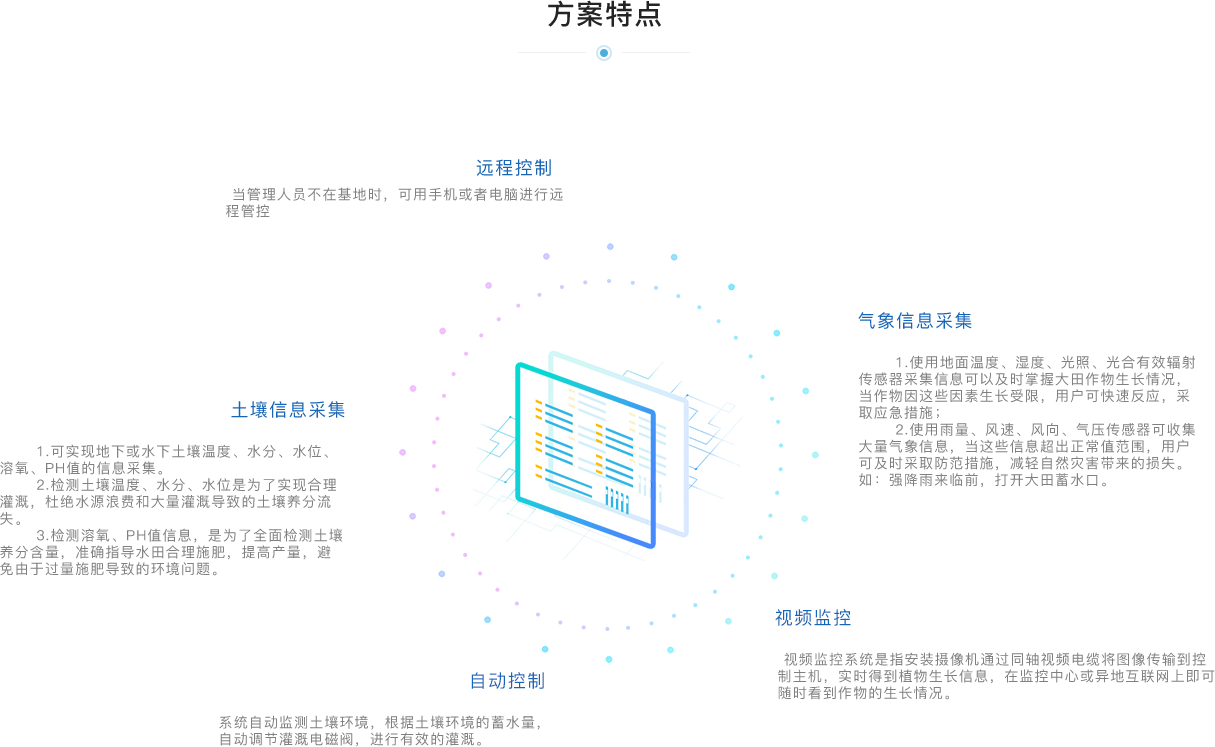 方案特点
远程控制
当管理人员不在基地时，可用手机或者电脑进行远
程管控
气象信息采集
1.使用地面温度、湿度、光照、光合有效辐射
传感器采集信息可以及时掌握大田作物生长情况，
当作物因这些因素生长受限，用户可快速反应，采
取应急措施；
2.使用雨量、风速、风向、气压传感器可收集
大量气象信息，当这些信息超出正常值范围，用户
可及时采取防范措施，减轻自然灾害带来的损失。
如：强降雨来临前，打开大田蓄水口。
土壤信息采集
1.可实现地下或水下土壤温度、水分、水位、
溶氧、PH值的信息采集。
2.检测土壤温度、水分、水位是为了实现合理
灌溉，杜绝水源浪费和大量灌溉导致的土壤养分流
失。
3.检测溶氧、PH值信息，是为了全面检测土壤
养分含量，准确指导水田合理施肥，提高产量，避
免由于过量施肥导致的环境问题。
视频监控
视频监控系统是指安装摄像机通过同轴视频电缆将图像传输到控
制主机，实时得到植物生长信息，在监控中心或异地互联网上即可
随时看到作物的生长情况。
自动控制
系统自动监测土壤环境，根据土壤环境的蓄水量，
自动调节灌溉电磁阀，进行有效的灌溉。